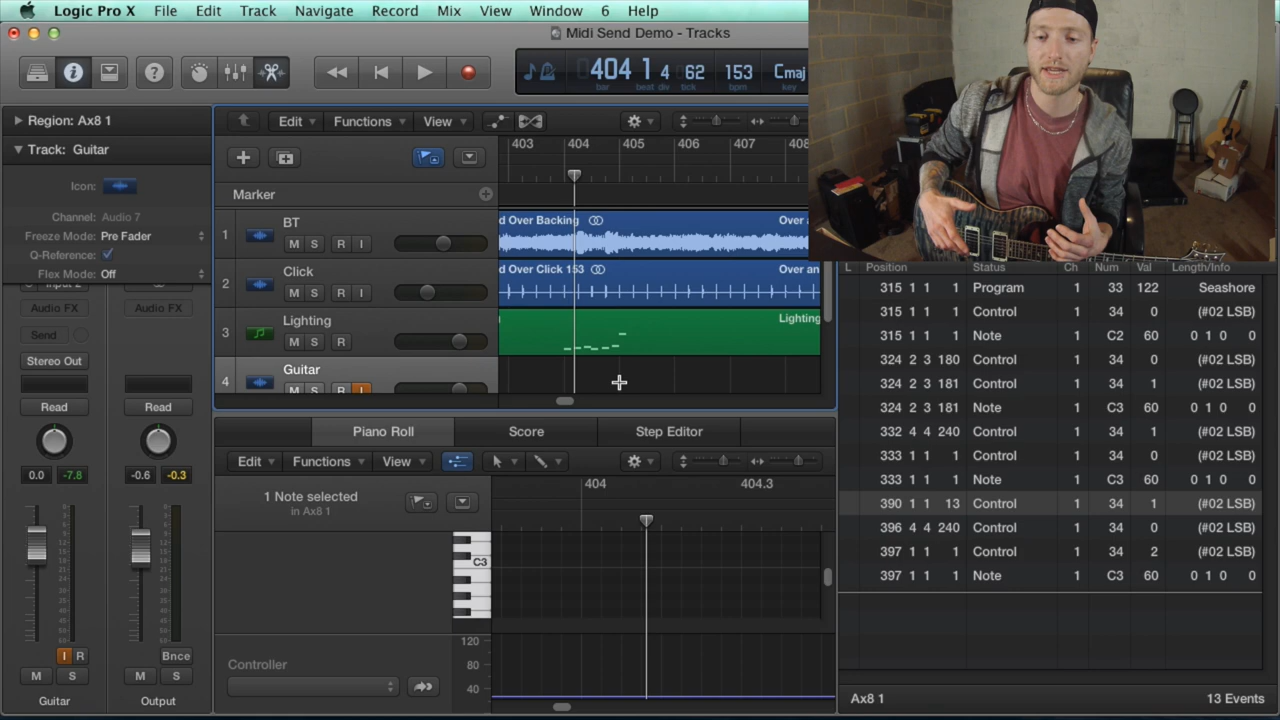 Logic Pro X File Edit Track Navigate Record Mix View Window 6 Help
Midi Send Demo - Tracks
404 1 4 62 153 Cmaj
bar beat div tick bpm key
Region: Ax8 1
Track: Guitar
Icon:
Channel: Audio 7
Freeze Mode: Pre Fader
Q-Reference:
Flex Mode: Off
Audio FX Audio FX
Send
Stereo Out
Read Read
0.0 -7.8 -0.6 -0.3
I R Bnce
M S M S
Guitar Output
Edit Functions View
403 404 405 406 407 408
Marker
1 BT
M S R I
d Over Backing Over a
2 Click
M S R I
d Over Click 153 Over an
3 Lighting
M S R
Lighting
4 Guitar
M S R I
Piano Roll Score Step Editor
Edit Functions View
1 Note selected
in Ax8 1
404 404.3
C3
120
80
40
Controller
L Position Status Ch Num Val Length/Info
315 1 1 1 Program 1 33 122 Seashore
315 1 1 1 Control 1 34 0 (#02 LSB)
315 1 1 1 Note 1 C2 60 0 1 0 0
324 2 3 180 Control 1 34 0 (#02 LSB)
324 2 3 181 Control 1 34 1 (#02 LSB)
324 2 3 181 Note 1 C3 60 0 1 0 0
332 4 4 240 Control 1 34 1 (#02 LSB)
333 1 1 1 Control 1 34 0 (#02 LSB)
333 1 1 1 Note 1 C3 60 0 1 0 0
390 1 1 13 Control 1 34 1 (#02 LSB)
396 4 4 240 Control 1 34 0 (#02 LSB)
397 1 1 1 Control 1 34 2 (#02 LSB)
397 1 1 1 Note 1 C3 60 0 1 0 0
Ax8 1 13 Events